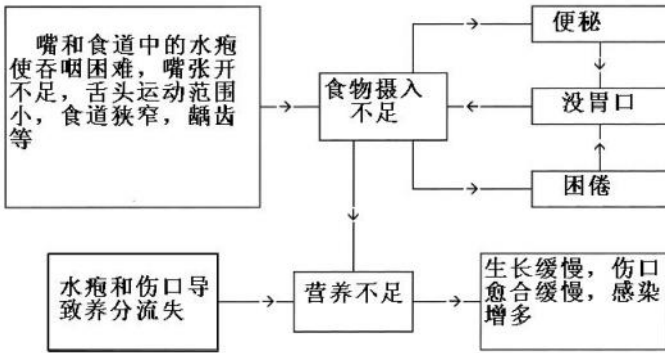 嘴和食道中的水疱
使吞咽困难，嘴张开
不足，舌头运动范围
小，食道狭窄，龋齿
等
食物摄入
不足
便秘
没胃口
困倦
水疱和伤口导
致养分流失
营养不足
生长缓慢，伤口
愈合缓慢，感染
增多